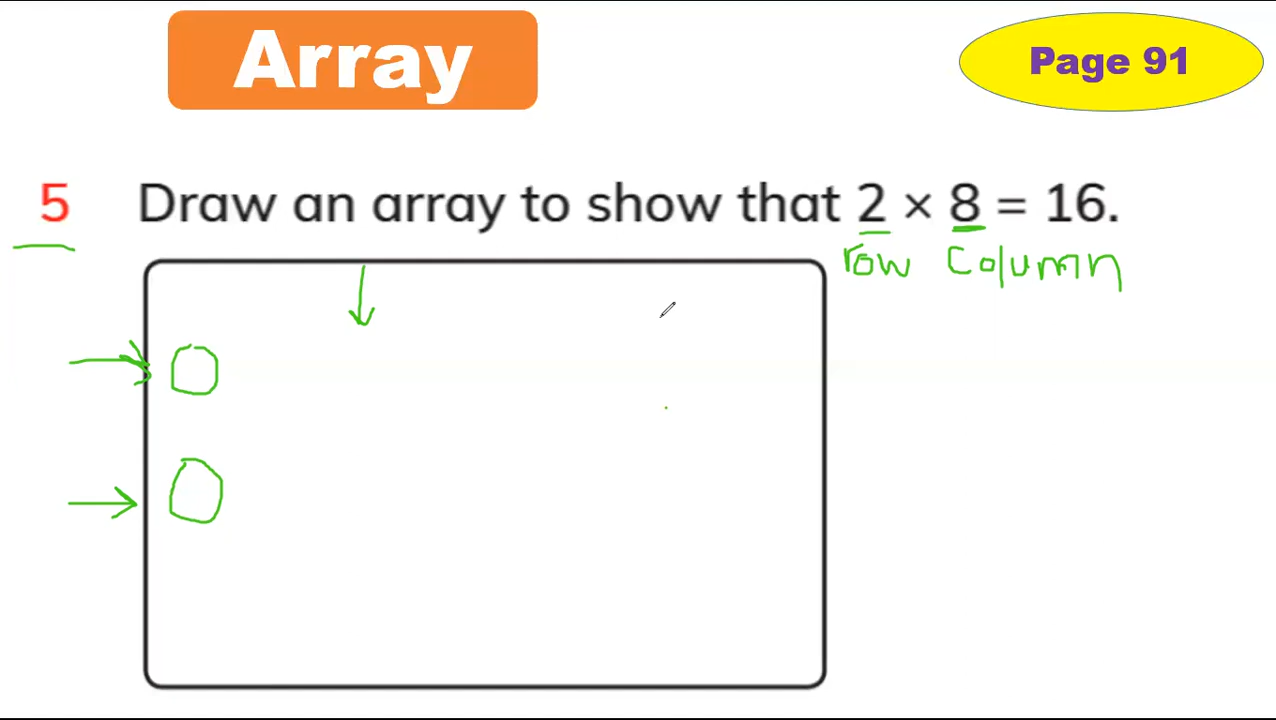 Array
Page 91
5 Draw an array to show that 2 × 8 = 16.
row column